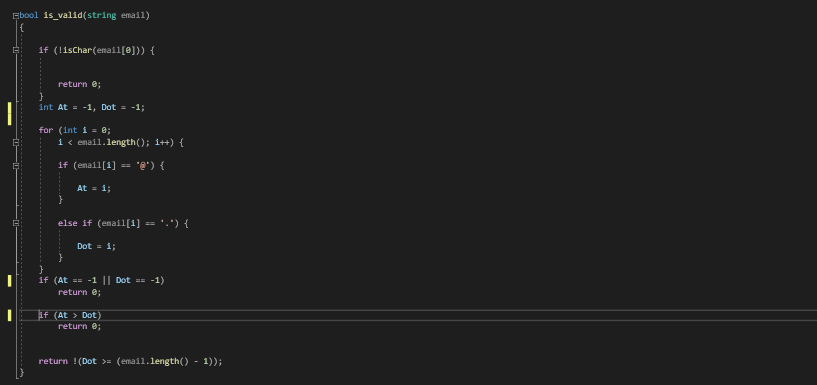 bool is_valid(string email)
{
if (!isChar(email[0])) {
return 0;
}
int At = -1, Dot = -1;
for (int i = 0;
i < email.length(); i++) {
if (email[i] == '@') {
At = i;
}
else if (email[i] == '.') {
Dot = i;
}
}
if (At == -1 || Dot == -1)
return 0;
if (At > Dot)
return 0;
return !(Dot >= (email.length() - 1));
}